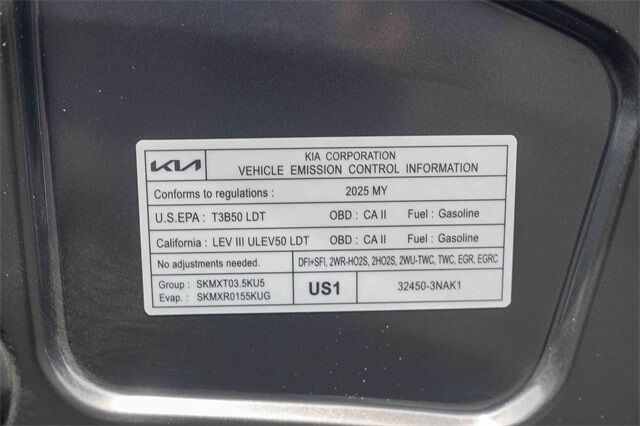 KIA
KIA CORPORATION
VEHICLE EMISSION CONTROL INFORMATION
Conforms to regulations : 2025 MY
U.S.EPA : T3B50 LDT OBD : CA II Fuel : Gasoline
California : LEV III ULEV50 LDT OBD : CA II Fuel : Gasoline
No adjustments needed. DFI+SFI, 2WR-HO2S, 2HO2S, 2WU-TWC, TWC, EGR, EGRC
Group : SKMXT03.5KU5
Evap. : SKMXR0155KUG
US1
32450-3NAK1